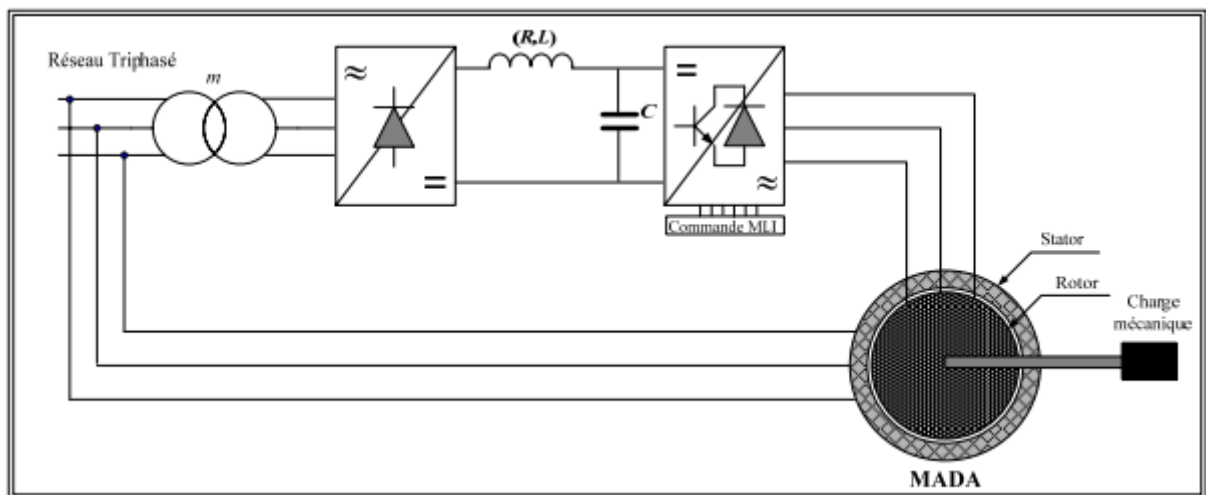 Réseau Triphasé
m
(R,L)
C
≈
=
=
≈
Commande MLI
Stator
Rotor
Charge
mécanique
MADA